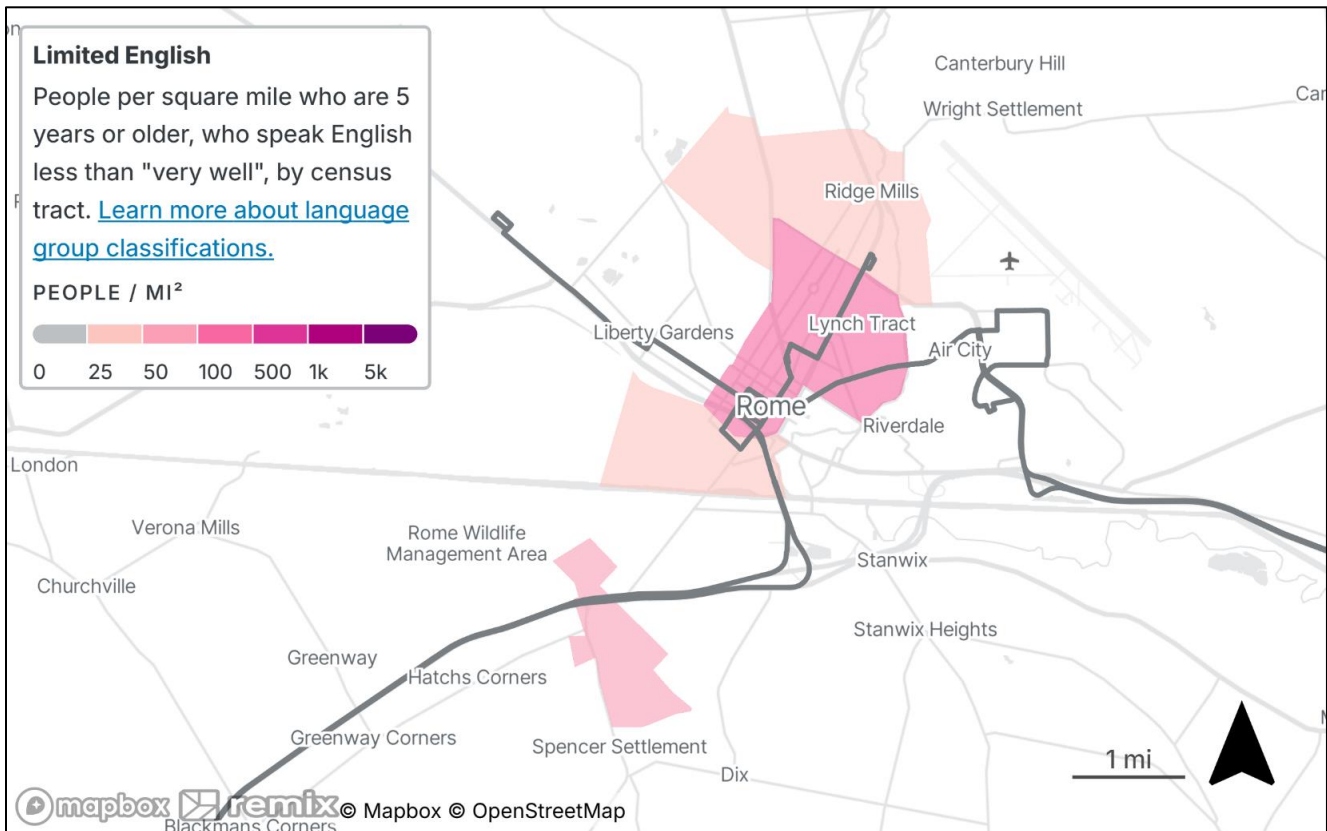 Limited English
People per square mile who are 5
years or older, who speak English
less than "very well", by census
tract. Learn more about language
group classifications.
PEOPLE / MI²
0 25 50 100 500 1k 5k
Canterbury Hill
Wright Settlement
Ridge Mills
Liberty Gardens
Lynch Tract
Air City
Rome
Riverdale
London
Verona Mills
Rome Wildlife
Management Area
Churchville
Stanwix
Stanwix Heights
Greenway
Hatchs Corners
Greenway Corners
Spencer Settlement
Dix
1 mi
mapbox remix © Mapbox © OpenStreetMap
Blackmans Corners